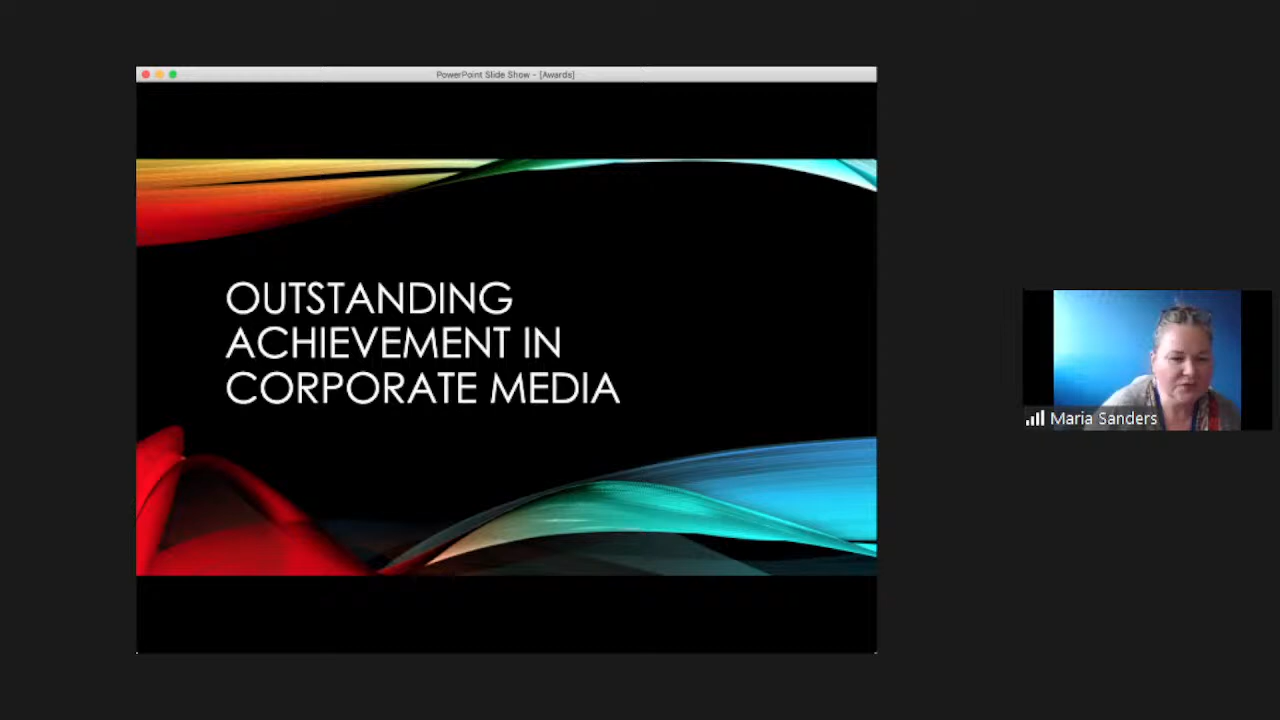 PowerPoint Slide Show - [Awards]
OUTSTANDING
ACHIEVEMENT IN
CORPORATE MEDIA
Maria Sanders